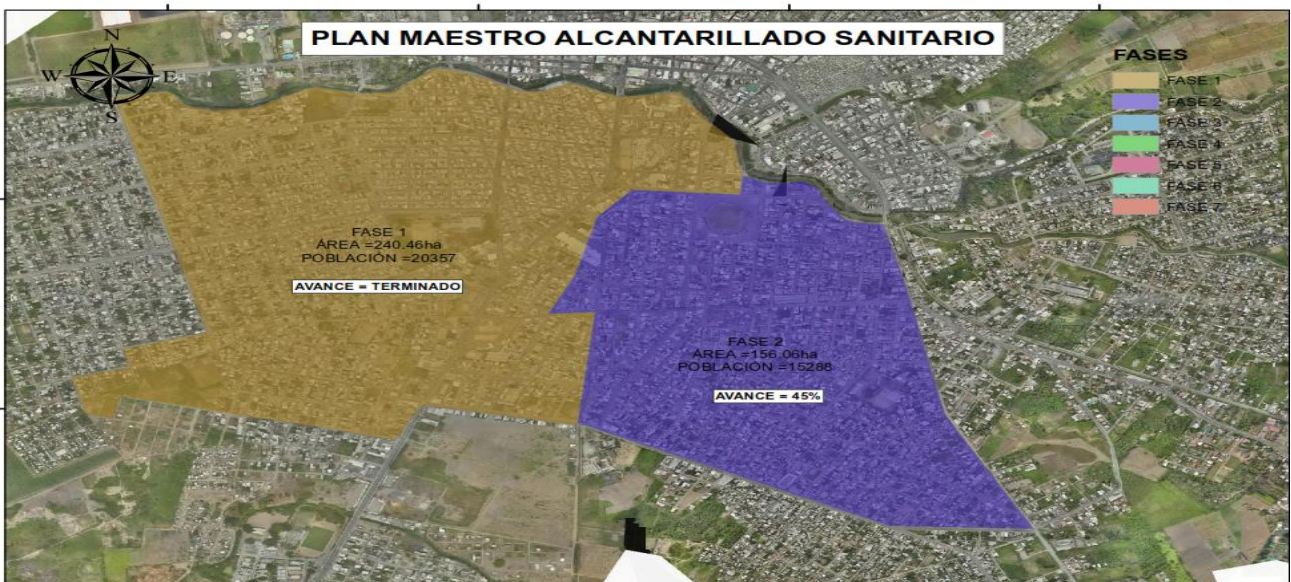 PLAN MAESTRO ALCANTARILLADO SANITARIO
N
W E
S
FASES
FASE 1
FASE 2
FASE 3
FASE 4
FASE 5
FASE 6
FASE 7
FASE 1
ÁREA =240.46ha
POBLACIÓN =20357
AVANCE = TERMINADO
FASE 2
ÁREA =156.06ha
POBLACIÓN =15288
AVANCE = 45%